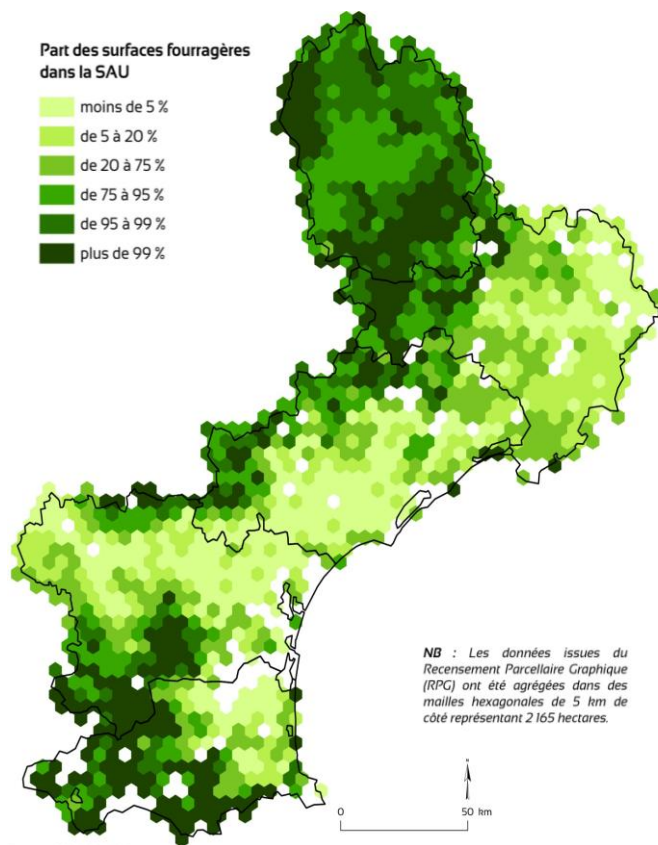 Part des surfaces fourragères
dans la SAU
moins de 5 %
de 5 à 20 %
de 20 à 75 %
de 75 à 95 %
de 95 à 99 %
plus de 99 %
NB : Les données issues du
Recensement Parcellaire Graphique
(RPG) ont été agrégées dans des
mailles hexagonales de 5 km de
côté représentant 2 165 hectares.
N
0 50 km